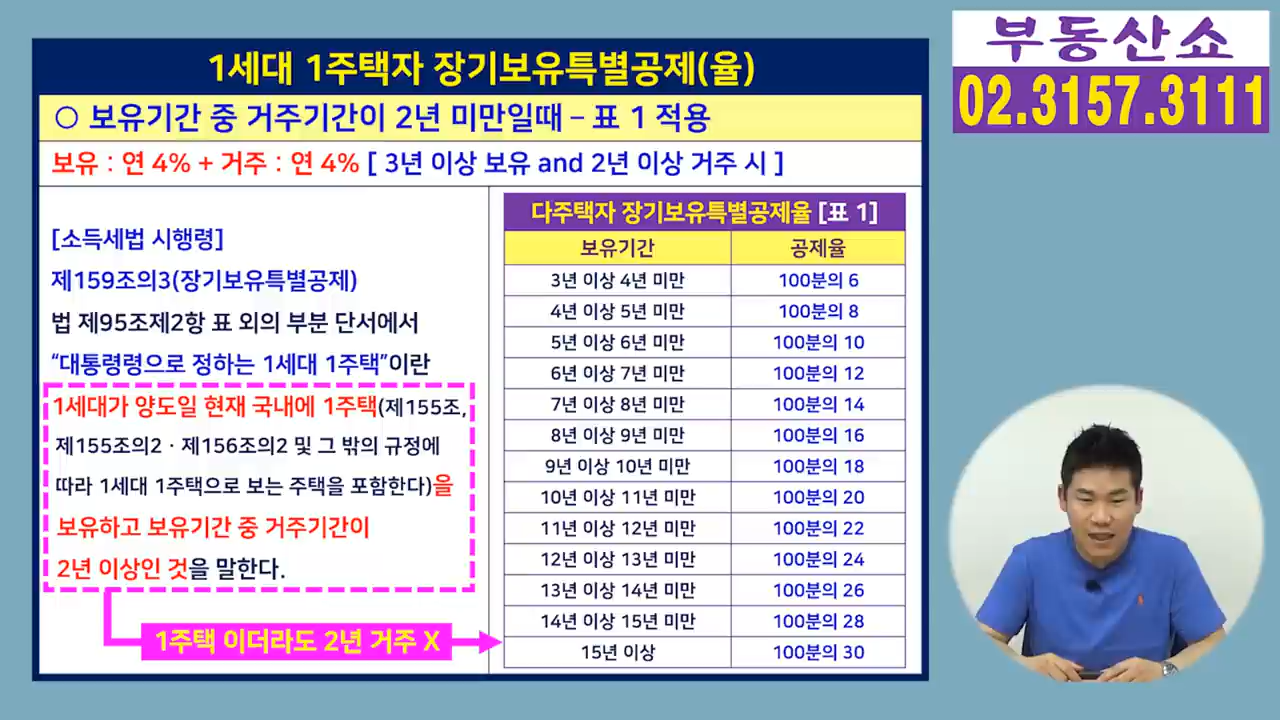 부동산쇼
02.3157.3111
1세대 1주택자 장기보유특별공제(율)
○ 보유기간 중 거주기간이 2년 미만일때 – 표 1 적용
보유 : 연 4% + 거주 : 연 4% [ 3년 이상 보유 and 2년 이상 거주 시 ]
[소득세법 시행령]
제159조의3(장기보유특별공제)
법 제95조제2항 표 외의 부분 단서에서
“대통령령으로 정하는 1세대 1주택”이란
1세대가 양도일 현재 국내에 1주택(제155조,
제155조의2ㆍ제156조의2 및 그 밖의 규정에
따라 1세대 1주택으로 보는 주택을 포함한다)을
보유하고 보유기간 중 거주기간이
2년 이상인 것을 말한다.
1주택 이더라도 2년 거주 X
다주택자 장기보유특별공제율 [표 1]
보유기간 공제율
3년 이상 4년 미만 100분의 6
4년 이상 5년 미만 100분의 8
5년 이상 6년 미만 100분의 10
6년 이상 7년 미만 100분의 12
7년 이상 8년 미만 100분의 14
8년 이상 9년 미만 100분의 16
9년 이상 10년 미만 100분의 18
10년 이상 11년 미만 100분의 20
11년 이상 12년 미만 100분의 22
12년 이상 13년 미만 100분의 24
13년 이상 14년 미만 100분의 26
14년 이상 15년 미만 100분의 28
15년 이상 100분의 30